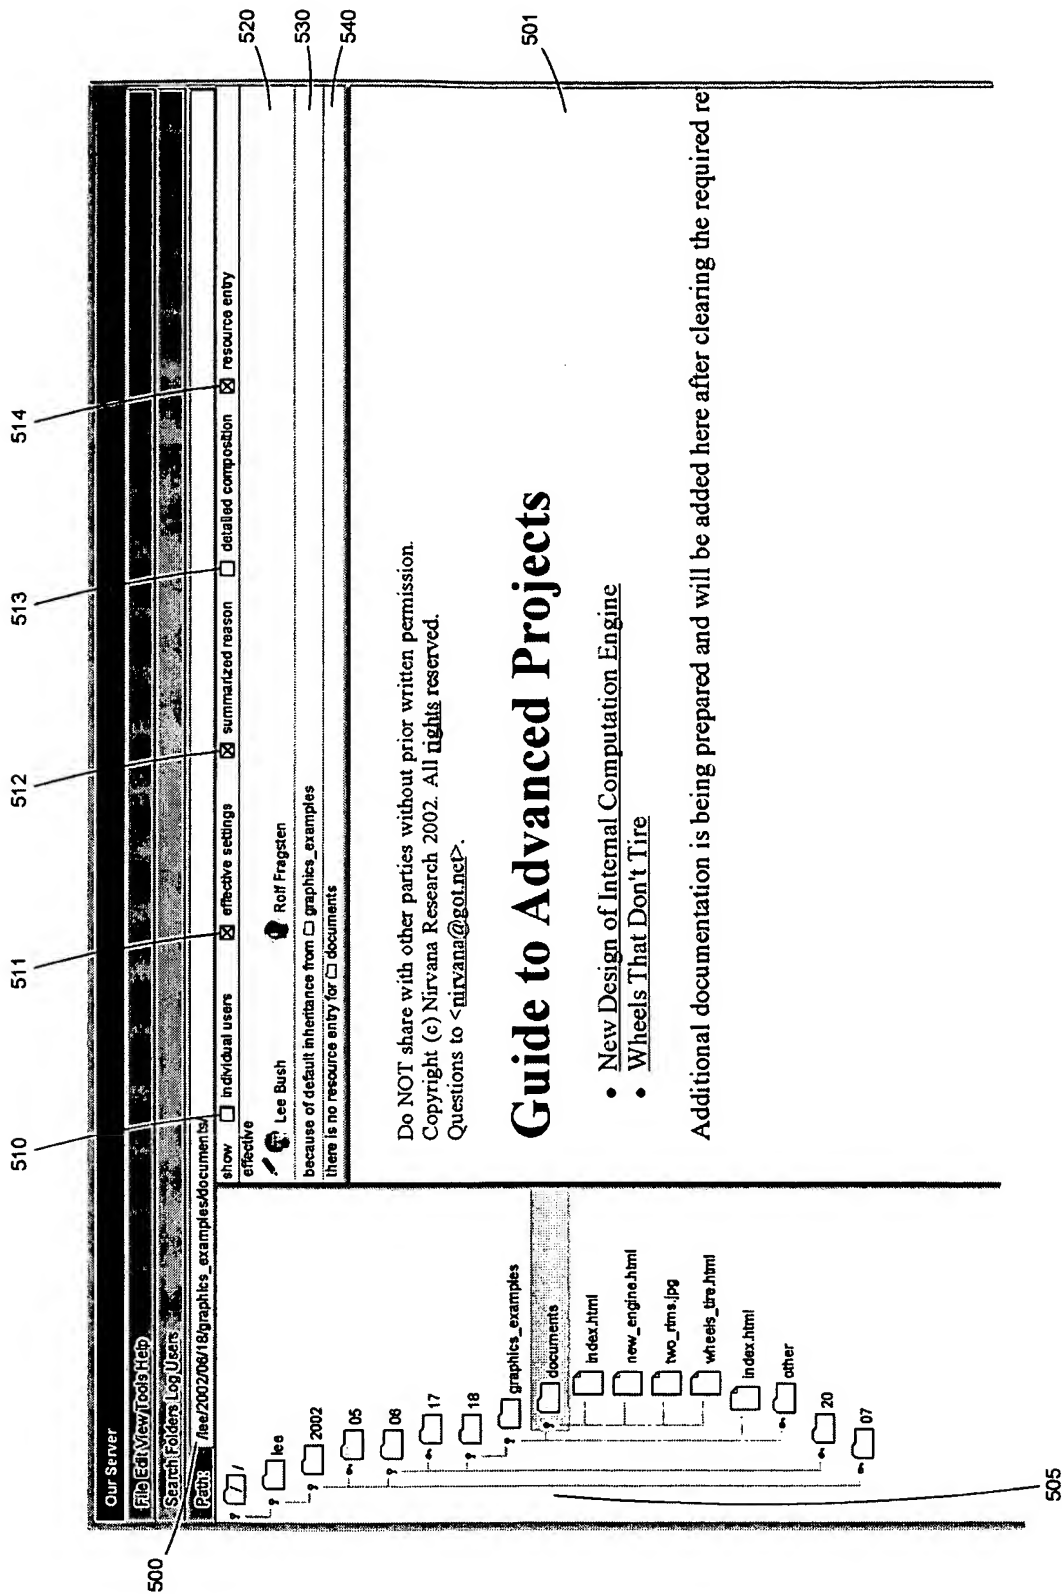 510
511
512
513
514
500
Our Server
File Edit View Tools Help
Search Folders Log Users
Path: /lee/2002/06/18/graphics_examples/documents/
show individual users effective settings summarized reason detailed composition resource entry
effective
Lee Bush Rolf Fragsten
520
because of default inheritance from graphics_examples
530
there is no resource entry for documents
540
/
lee
2002
05
06
17
18
graphics_examples
documents
index.html
new_engine.html
two_rims.jpg
wheels_tire.html
index.html
other
20
07
505
501
Do NOT share with other parties without prior written permission.
Copyright (c) Nirvana Research 2002. All rights reserved.
Questions to <nirvana@got.net>.
Guide to Advanced Projects
• New Design of Internal Computation Engine
• Wheels That Don't Tire
Additional documentation is being prepared and will be added here after clearing the required re